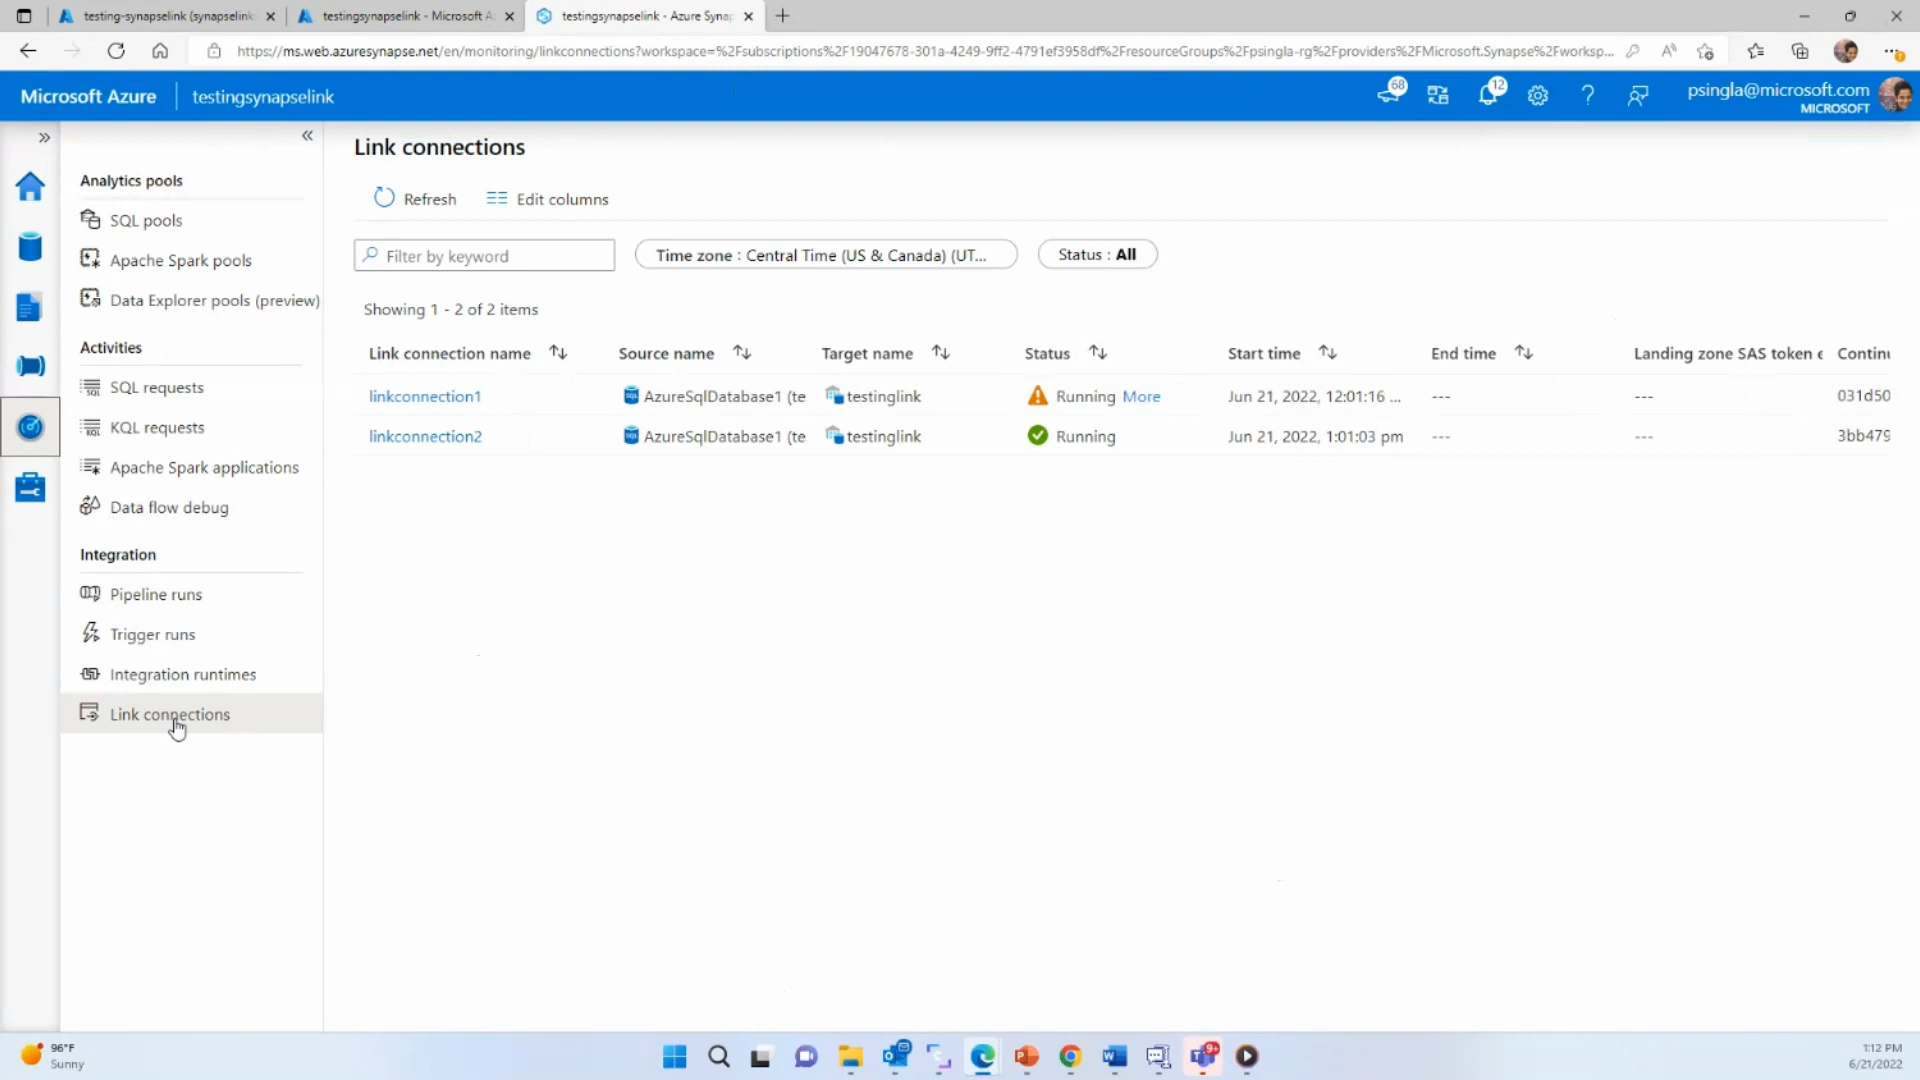 testing-synapselink (synapselink
testingsynapselink - Microsoft A
testingsynapselink - Azure Synap
https://ms.web.azuresynapse.net/en/monitoring/linkconnections?workspace=%2Fsubscriptions%2F19047678-301a-4249-9ff2-4791ef3958df%2FresourceGroups%2Fpsingla-rg%2Fproviders%2FMicrosoft.Synapse%2Fworksp...
Microsoft Azure
testingsynapselink
68
12
psingla@microsoft.com
MICROSOFT
Analytics pools
SQL pools
Apache Spark pools
Data Explorer pools (preview)
Activities
SQL requests
KQL requests
Apache Spark applications
Data flow debug
Integration
Pipeline runs
Trigger runs
Integration runtimes
Link connections
Link connections
Refresh
Edit columns
Filter by keyword
Time zone : Central Time (US & Canada) (UT...
Status : All
Showing 1 - 2 of 2 items
Link connection name Source name Target name Status Start time End time Landing zone SAS token e Continu
linkconnection1 AzureSqlDatabase1 (te testinglink Running More Jun 21, 2022, 12:01:16 ... --- --- 031d50
linkconnection2 AzureSqlDatabase1 (te testinglink Running Jun 21, 2022, 1:01:03 pm --- --- 3bb479
96°F
Sunny
9+
1:12 PM
6/21/2022